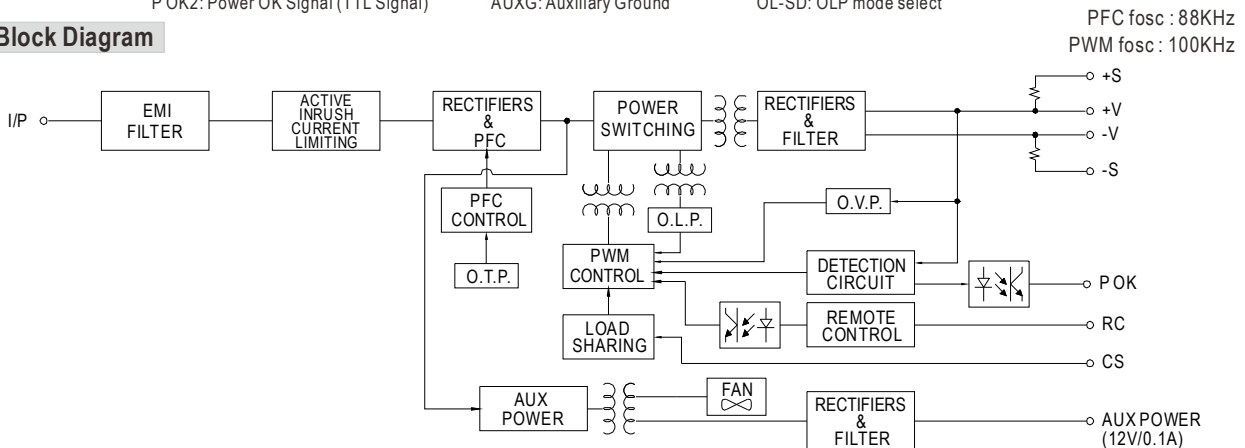 P OK2: Power OK Signal (TTL Signal) AUXG: Auxiliary Ground OL-SD: OLP mode select
PFC fosc : 88KHz
Block Diagram
PWM fosc : 100KHz
I/P
EMI
FILTER
ACTIVE
INRUSH
CURRENT
LIMITING
RECTIFIERS
&
PFC
POWER
SWITCHING
RECTIFIERS
&
FILTER
+S
+V
-V
-S
PFC
CONTROL
O.T.P.
O.L.P.
O.V.P.
PWM
CONTROL
DETECTION
CIRCUIT
P OK
LOAD
SHARING
REMOTE
CONTROL
RC
CS
AUX
POWER
FAN
RECTIFIERS
&
FILTER
AUX POWER
(12V/0.1A)